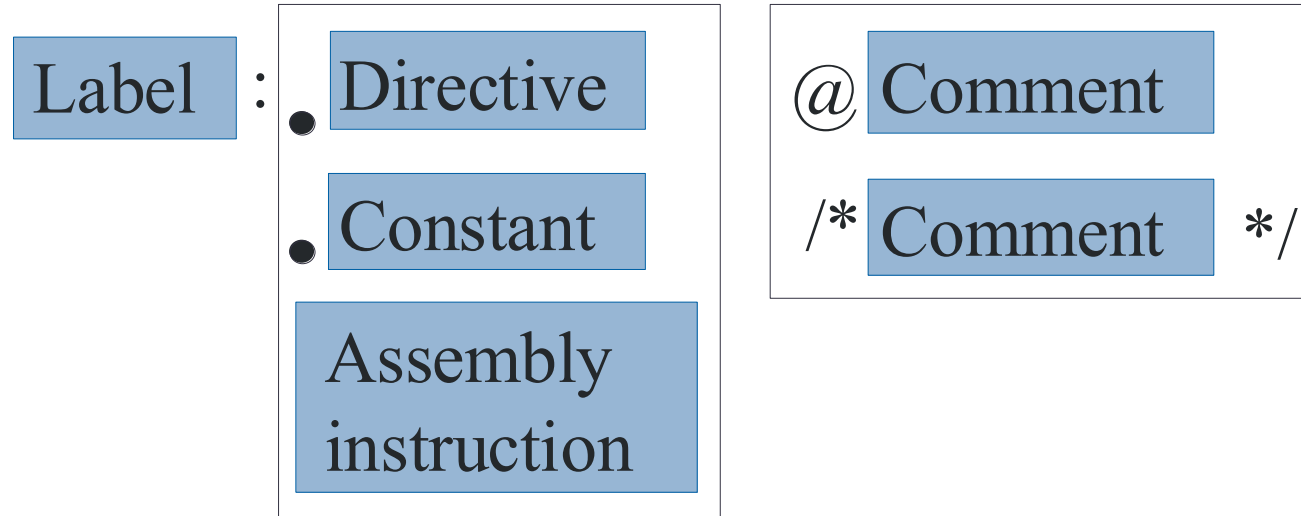 Label : . Directive @ Comment
. Constant /* Comment */
Assembly
instruction